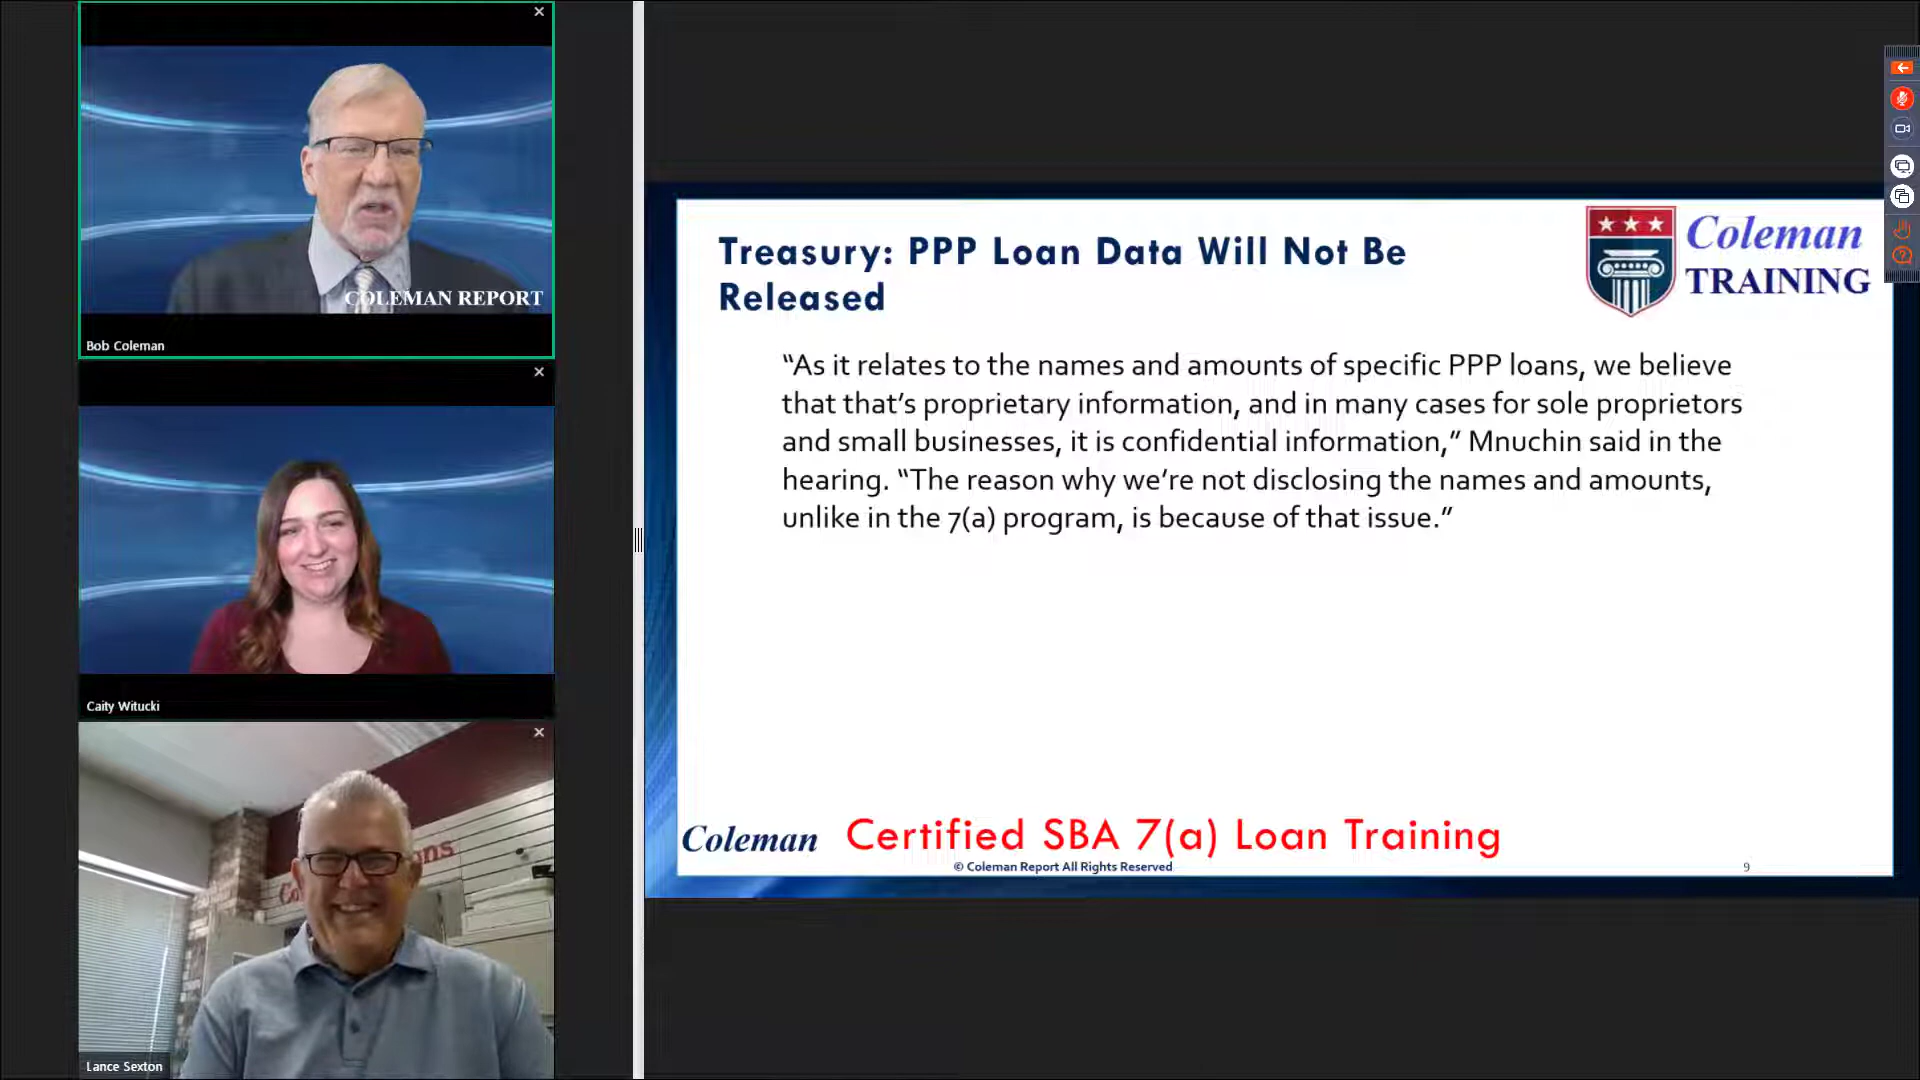 COLEMAN REPORT
Bob Coleman
Caity Witucki
Lance Sexton
Treasury: PPP Loan Data Will Not Be
Released
Coleman
TRAINING
“As it relates to the names and amounts of specific PPP loans, we believe
that that’s proprietary information, and in many cases for sole proprietors
and small businesses, it is confidential information,” Mnuchin said in the
hearing. “The reason why we’re not disclosing the names and amounts,
unlike in the 7(a) program, is because of that issue.”
Coleman Certified SBA 7(a) Loan Training
© Coleman Report All Rights Reserved
9